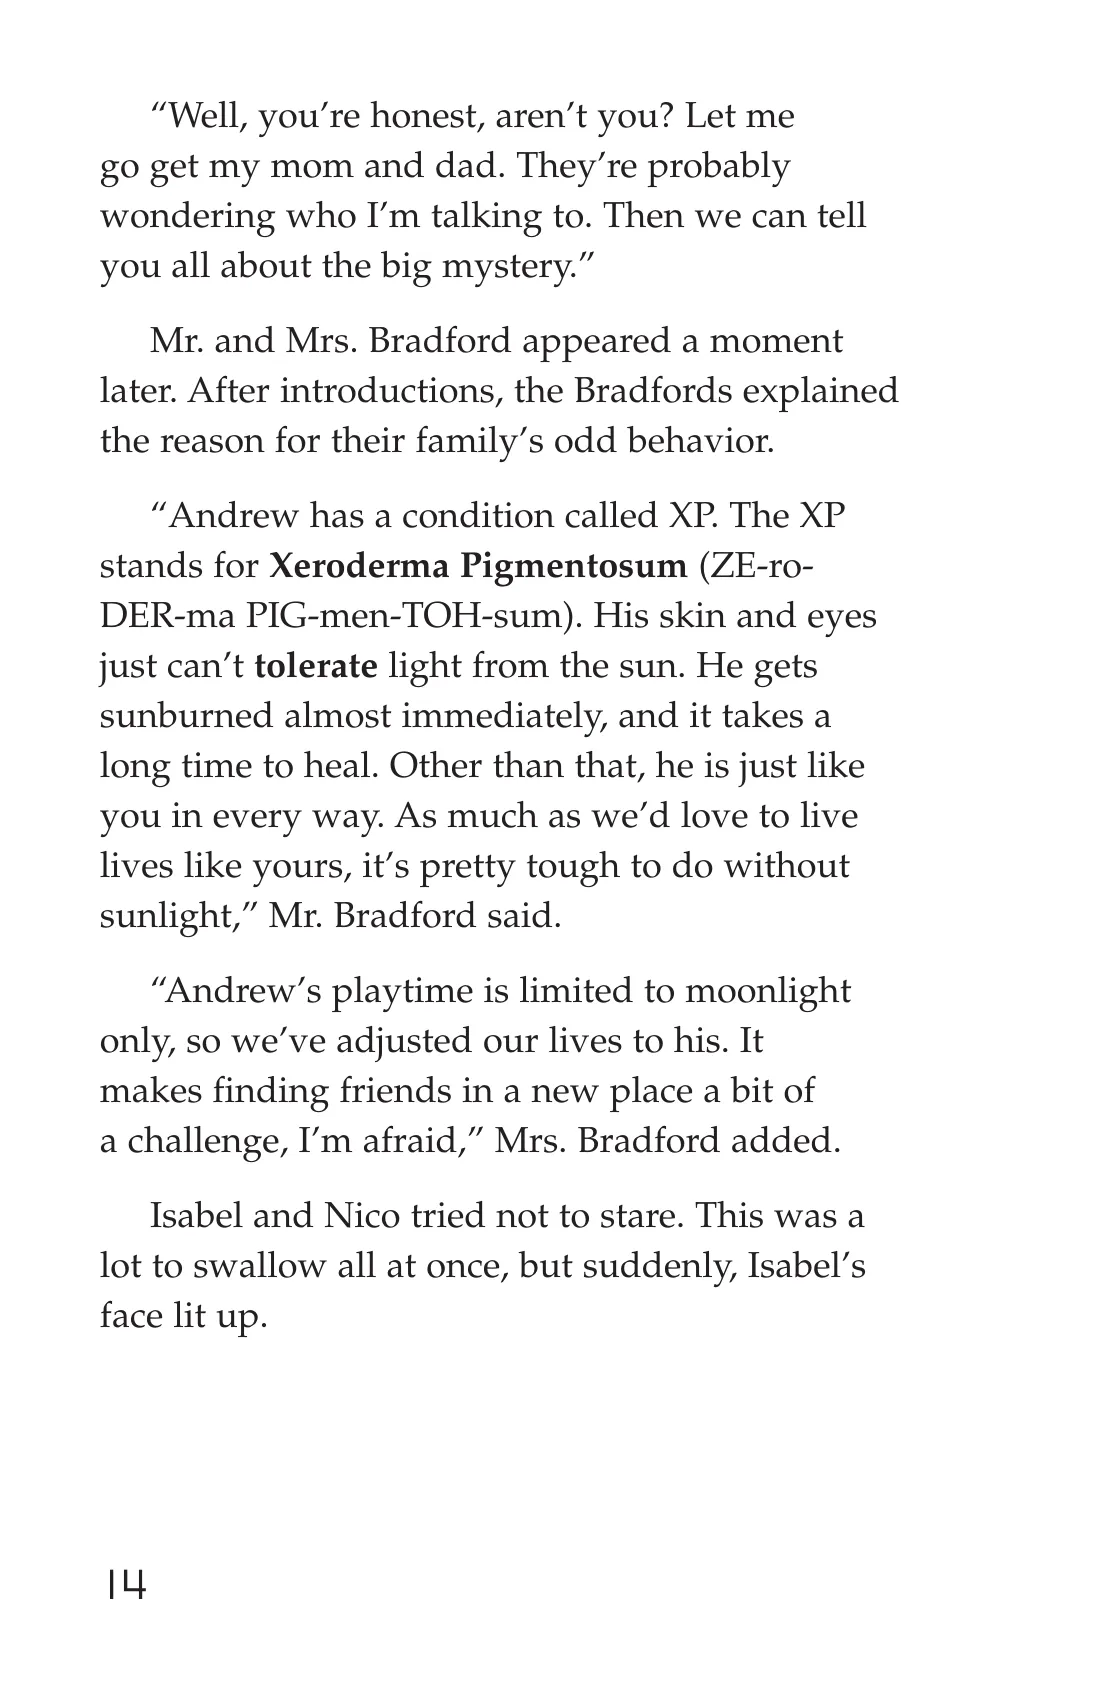 “Well, you’re honest, aren’t you? Let me
go get my mom and dad. They’re probably
wondering who I’m talking to. Then we can tell
you all about the big mystery.”
Mr. and Mrs. Bradford appeared a moment
later. After introductions, the Bradfords explained
the reason for their family’s odd behavior.
“Andrew has a condition called XP. The XP
stands for Xeroderma Pigmentosum (ZE-ro-
DER-ma PIG-men-TOH-sum). His skin and eyes
just can’t tolerate light from the sun. He gets
sunburned almost immediately, and it takes a
long time to heal. Other than that, he is just like
you in every way. As much as we’d love to live
lives like yours, it’s pretty tough to do without
sunlight,” Mr. Bradford said.
“Andrew’s playtime is limited to moonlight
only, so we’ve adjusted our lives to his. It
makes finding friends in a new place a bit of
a challenge, I’m afraid,” Mrs. Bradford added.
Isabel and Nico tried not to stare. This was a
lot to swallow all at once, but suddenly, Isabel’s
face lit up.
14